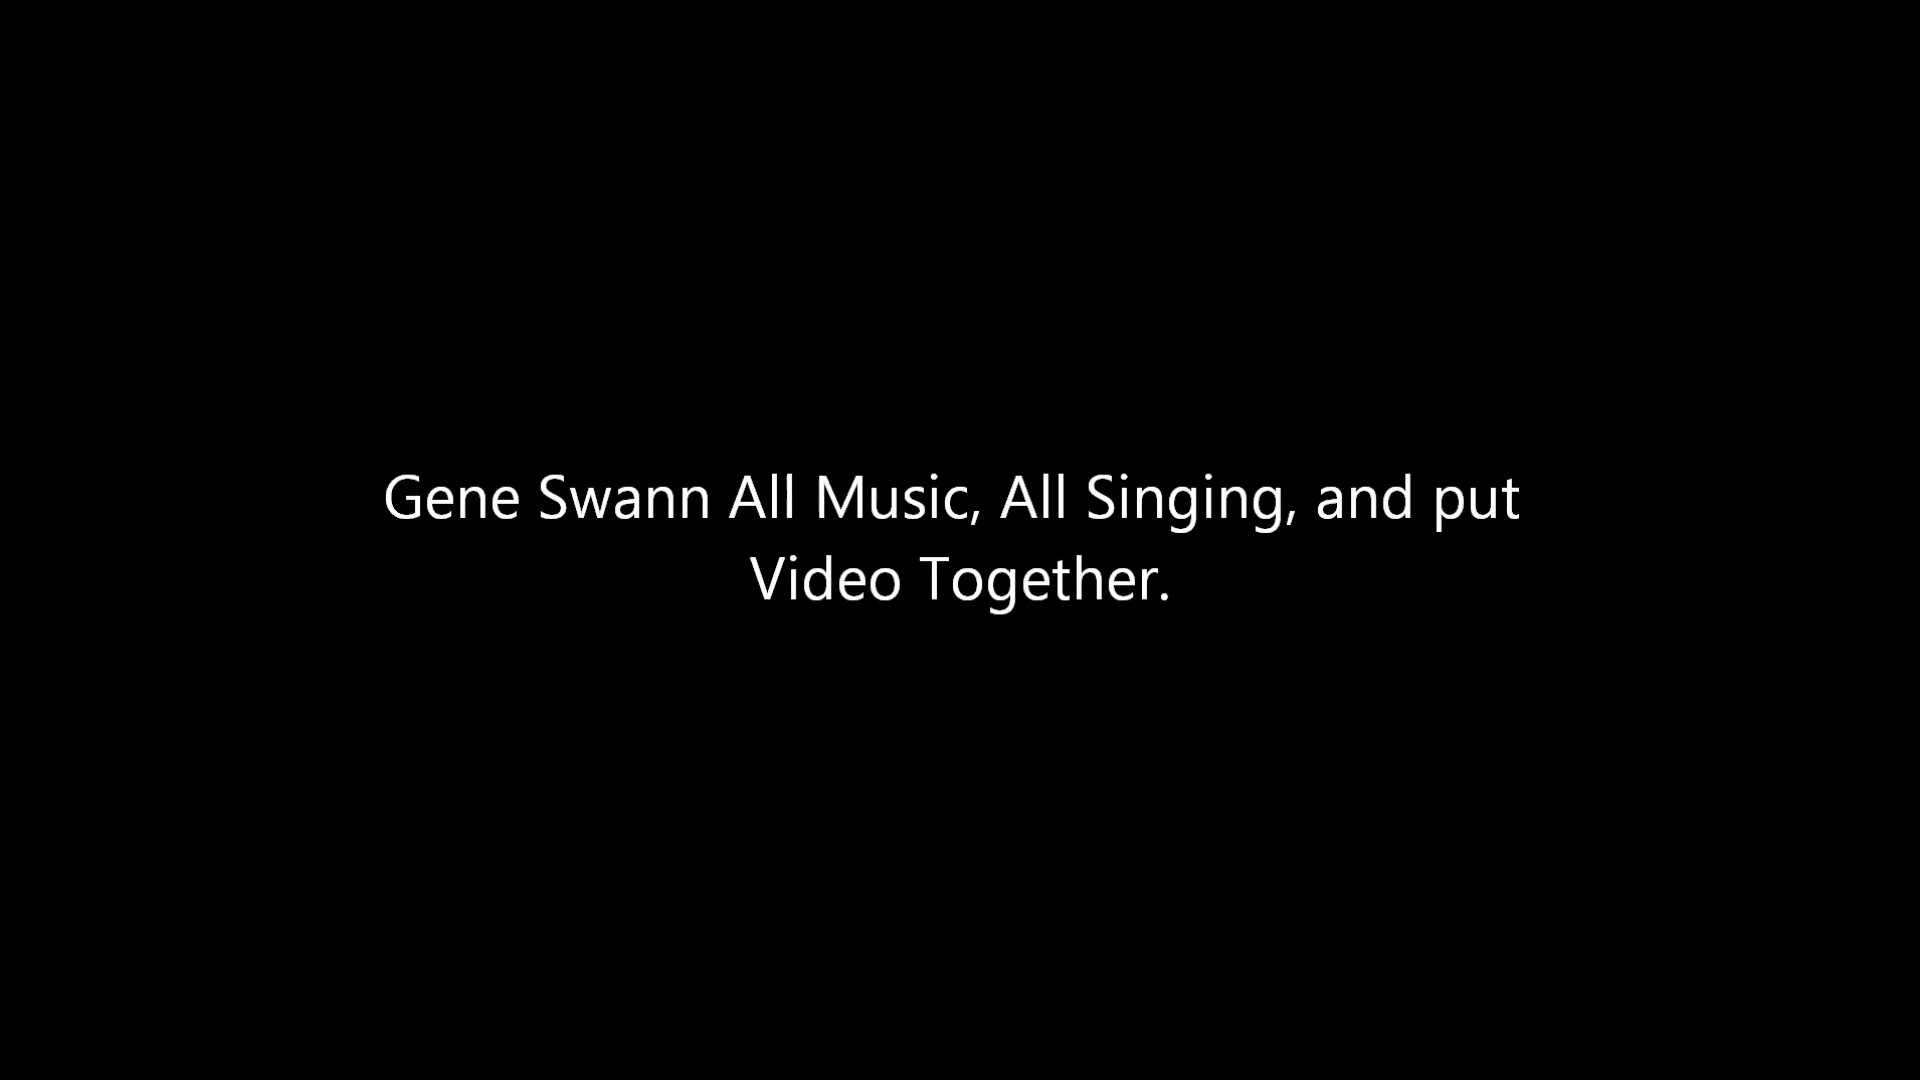 Gene Swann All Music, All Singing, and put
Video Together.